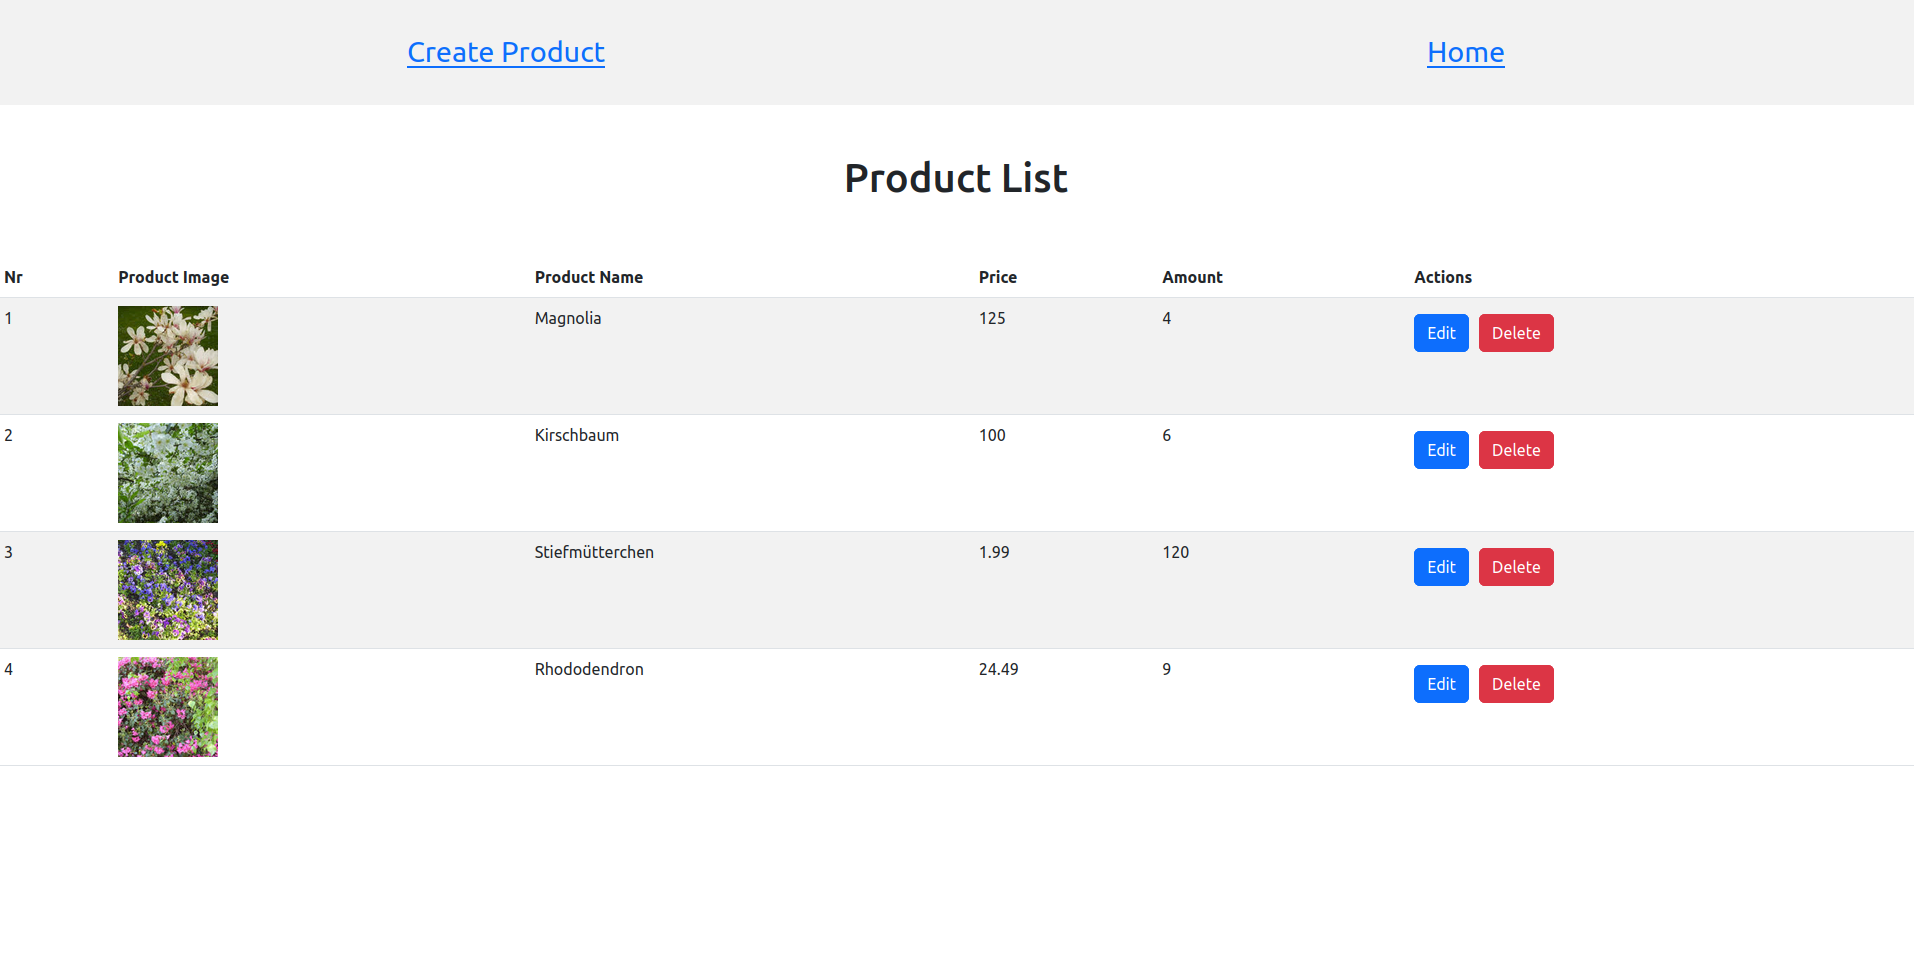 Create Product Home
Product List
Nr Product Image Product Name Price Amount Actions
1 Magnolia 125 4 Edit Delete
2 Kirschbaum 100 6 Edit Delete
3 Stiefmütterchen 1.99 120 Edit Delete
4 Rhododendron 24.49 9 Edit Delete